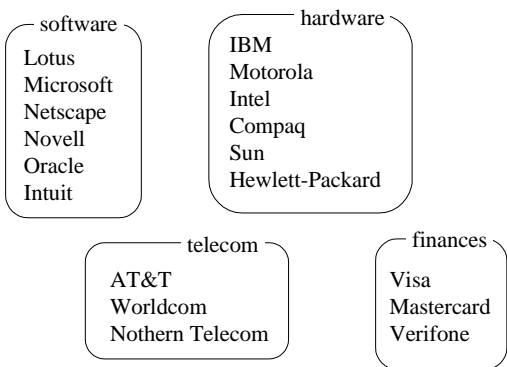 software
Lotus
Microsoft
Netscape
Novell
Oracle
Intuit
hardware
IBM
Motorola
Intel
Compaq
Sun
Hewlett-Packard
telecom
AT&T
Worldcom
Nothern Telecom
finances
Visa
Mastercard
Verifone